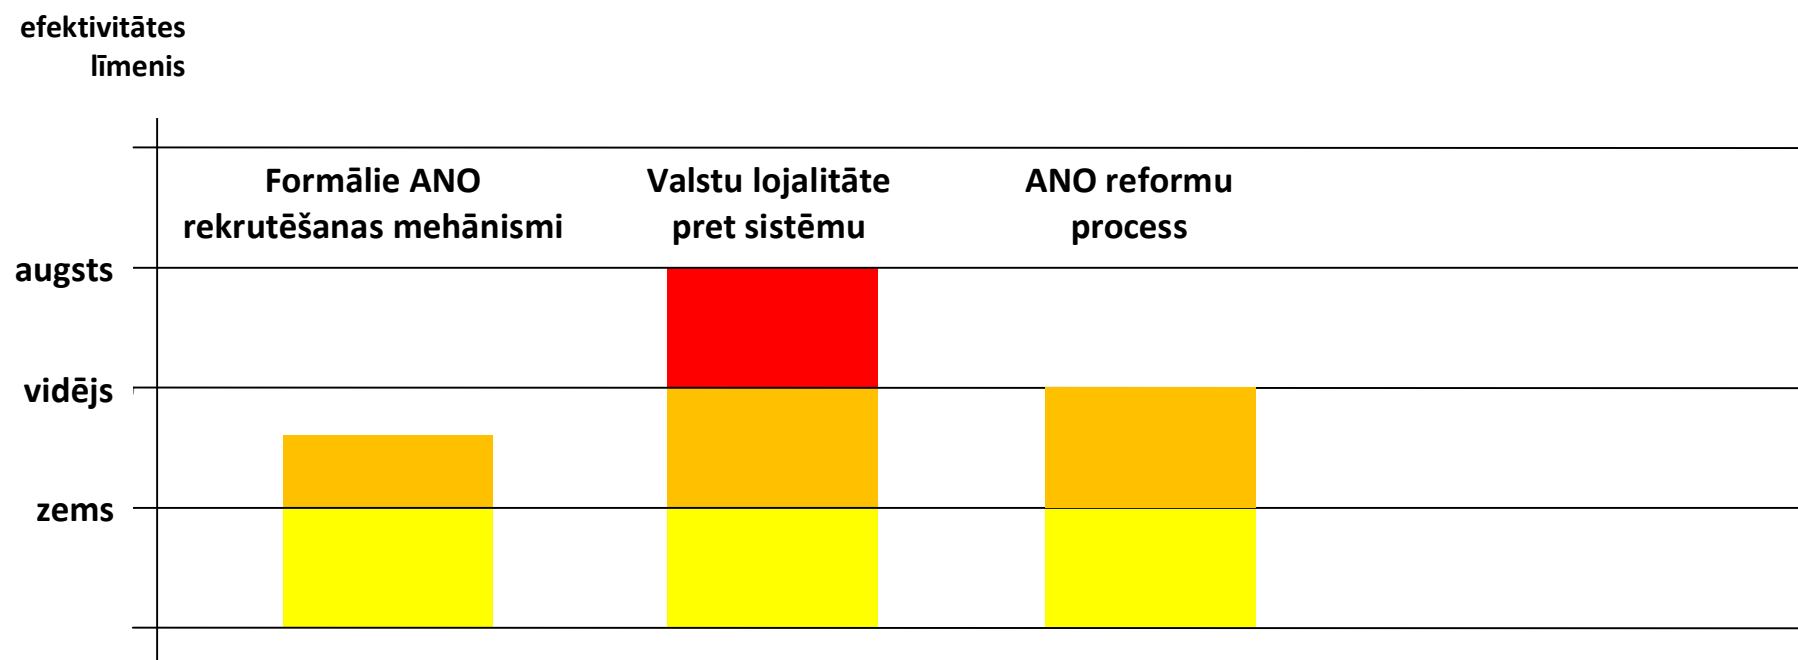 efektivitātes
līmenis
Formālie ANO
rekrutēšanas mehānismi
Valstu lojalitāte
pret sistēmu
ANO reformu
process
augsts
vidējs
zems